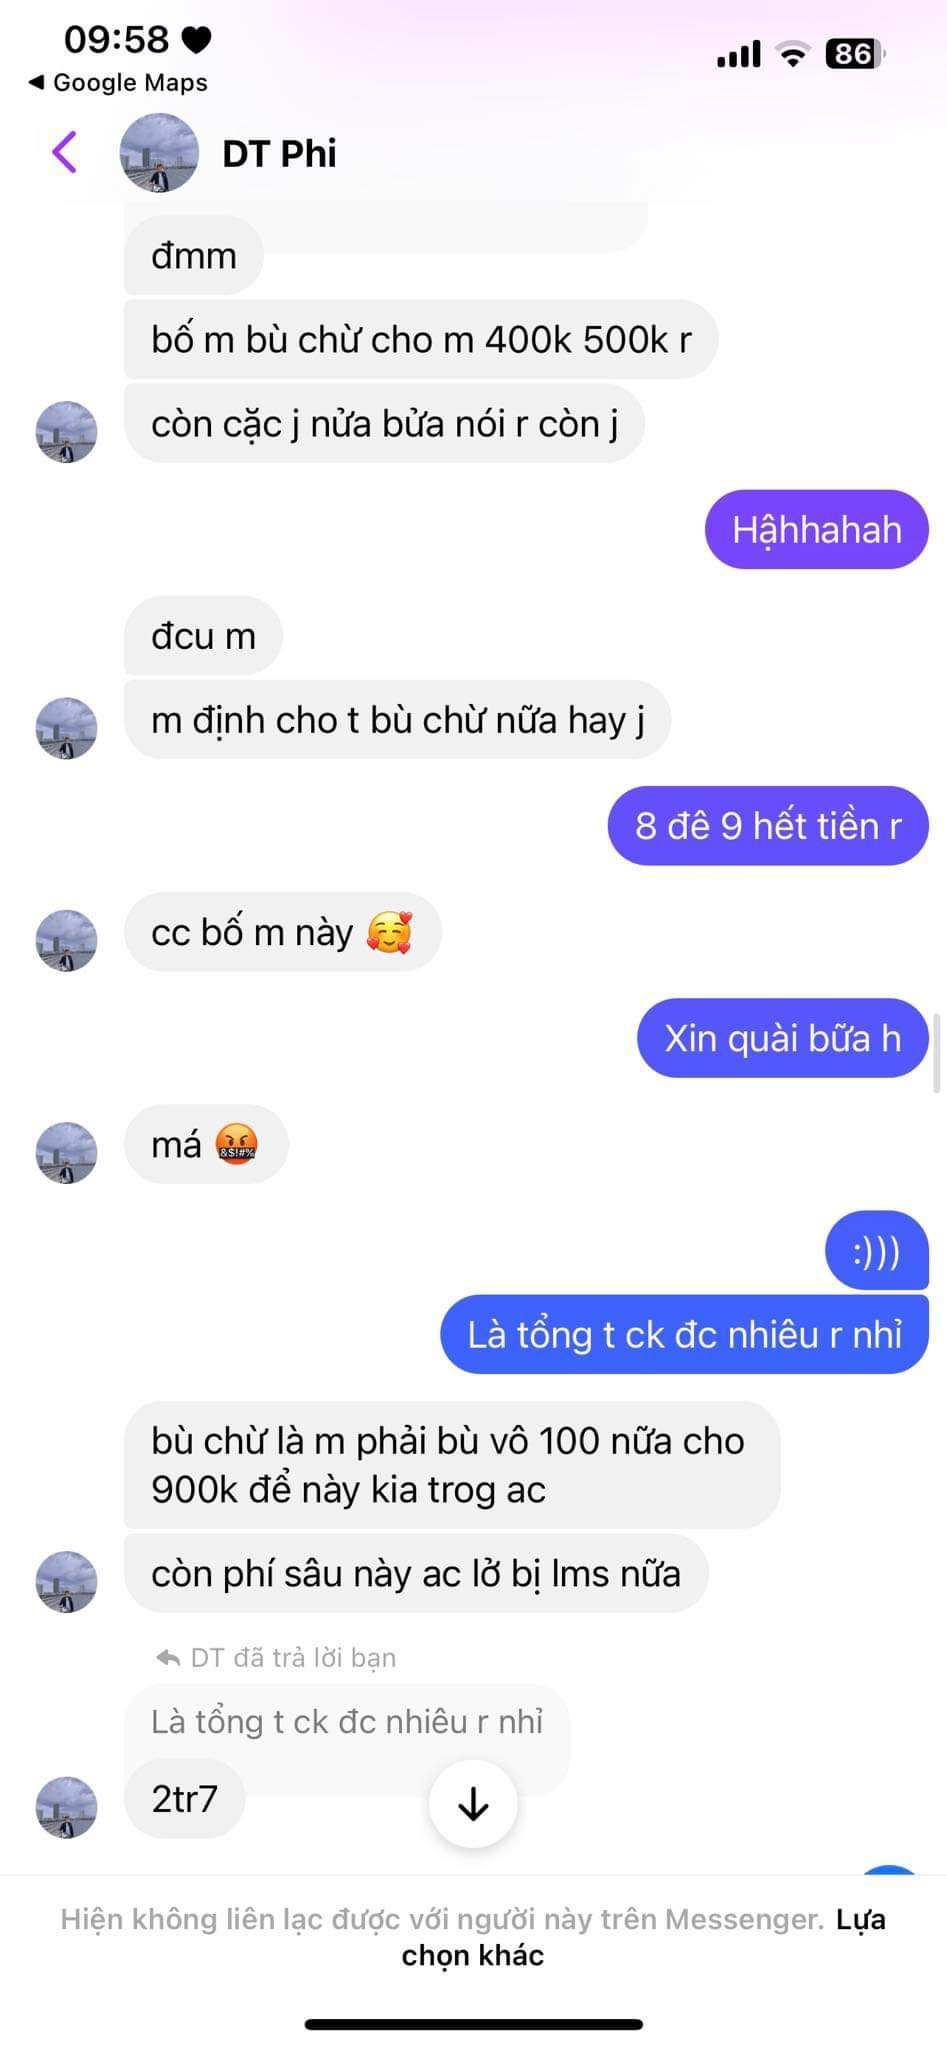 09:58
86
Google Maps
DT Phi
đmm
bố m bù chừ cho m 400k 500k r
còn cặc j nửa bửa nói r còn j
Hậhhahah
đcu m
m định cho t bù chừ nữa hay j
8 đê 9 hết tiền r
cc bố m này 🥰
Xin quài bữa h
má 🤬
:)))
Là tổng t ck đc nhiêu r nhỉ
bù chừ là m phải bù vô 100 nữa cho
900k để này kia trog ac
còn phí sâu này ac lở bị lms nữa
DT đã trả lời bạn
Là tổng t ck đc nhiêu r nhỉ
2tr7
Hiện không liên lạc được với người này trên Messenger. Lựa
chọn khác